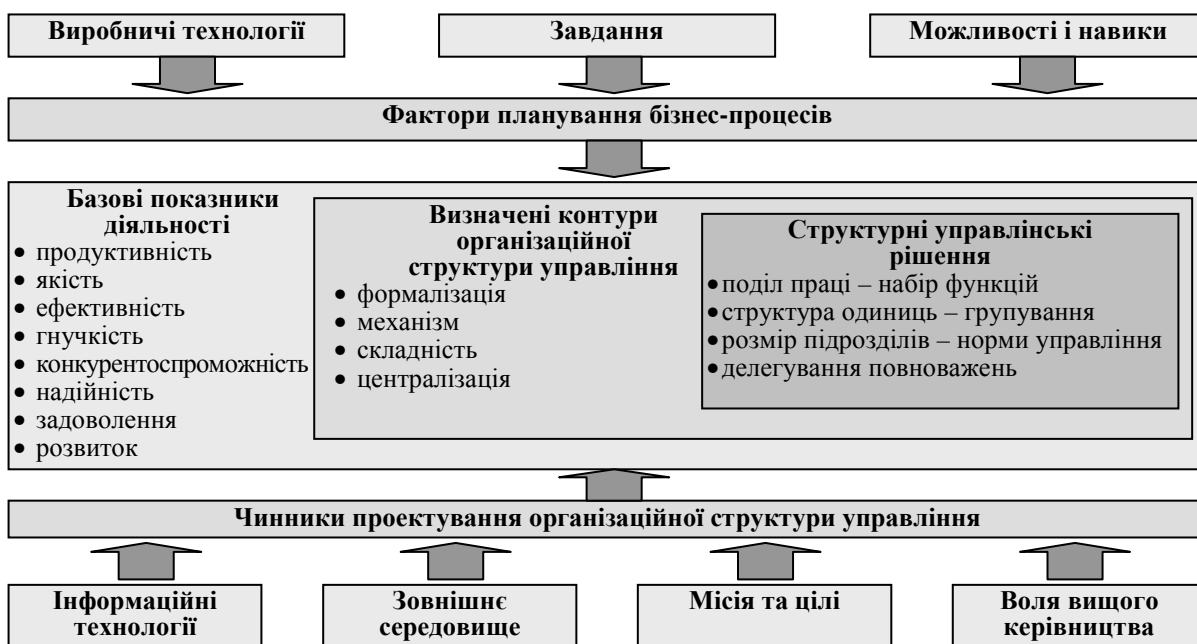 Виробничі технології
Завдання
Можливості і навики
Фактори планування бізнес-процесів
Базові показники
діяльності
• продуктивність
• якість
• ефективність
• гнучкість
• конкурентоспроможність
• надійність
• задоволення
• розвиток
Визначені контури
організаційної
структури управління
• формалізація
• механізм
• складність
• централізація
Структурні управлінські
рішення
• поділ праці – набір функцій
• структура одиниць – групування
• розмір підрозділів – норми управління
• делегування повноважень
Чинники проектування організаційної структури управління
Інформаційні
технології
Зовнішнє
середовище
Місія та цілі
Воля вищого
керівництва